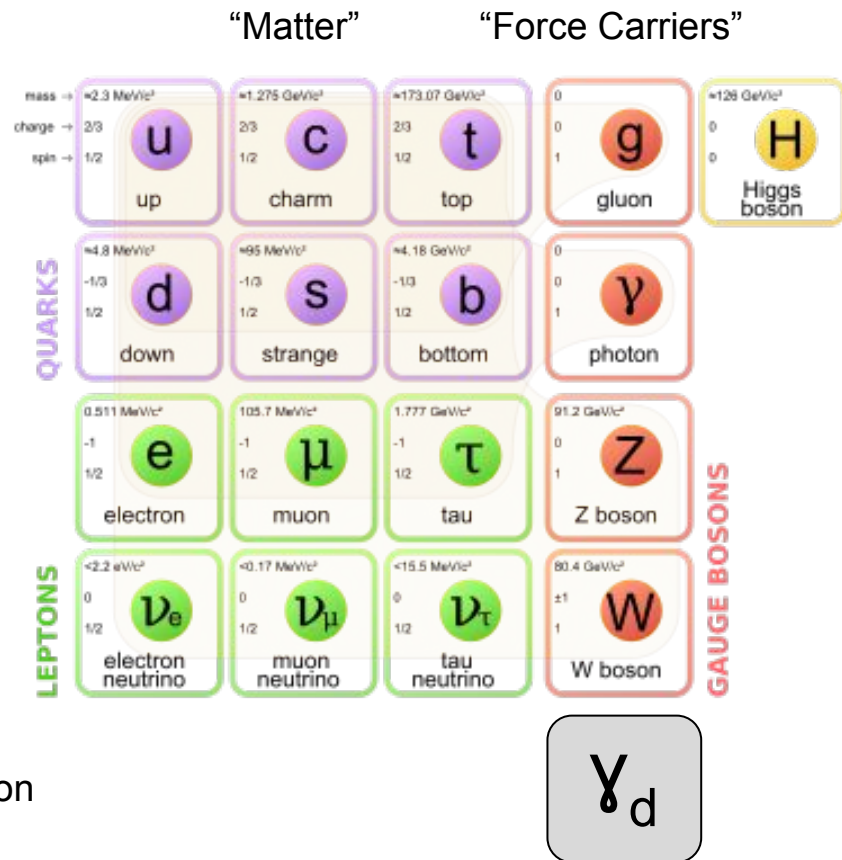 “Matter” “Force Carriers”
mass → ≈2.3 MeV/c² ≈1.275 GeV/c² ≈173.07 GeV/c² 0 ≈126 GeV/c²
charge → 2/3 2/3 2/3 0 0
spin → 1/2 1/2 1/2 1 0
u c t g H
up charm top gluon Higgs
boson
QUARKS
≈4.8 MeV/c² ≈95 MeV/c² ≈4.18 GeV/c² 0
-1/3 -1/3 -1/3 0
1/2 1/2 1/2 1
d s b γ
down strange bottom photon
0.511 MeV/c² 105.7 MeV/c² 1.777 GeV/c² 91.2 GeV/c²
-1 -1 -1 0
1/2 1/2 1/2 1
e μ τ Z
electron muon tau Z boson
GAUGE BOSONS
LEPTONS
<2.2 eV/c² <0.17 MeV/c² <15.5 MeV/c² 80.4 GeV/c²
0 0 0 ±1
1/2 1/2 1/2 1
νe νμ ντ W
electron muon tau W boson
neutrino neutrino neutrino
on
γd